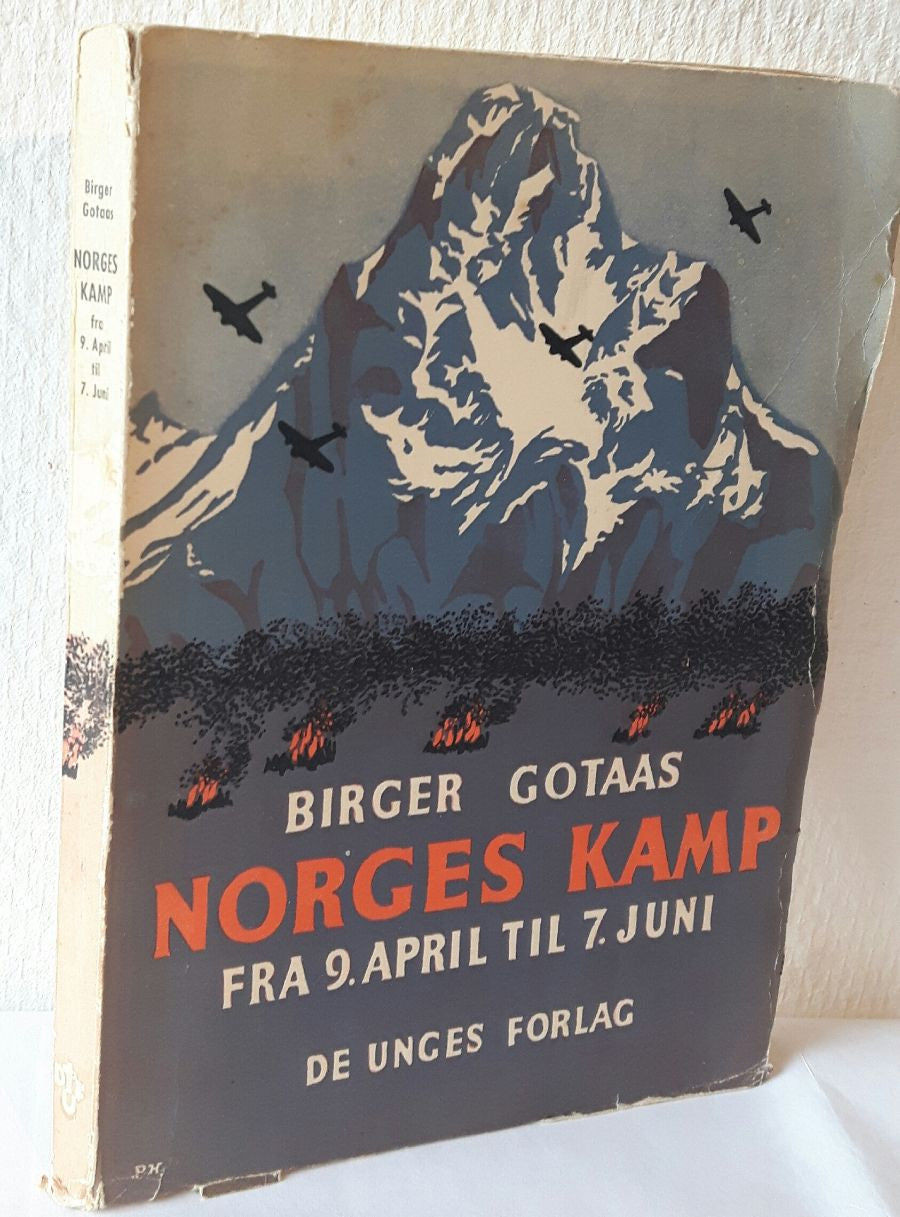 Birger
Gotaas
NORGES
KAMP
fra
9. April
til
7. Juni
BIRGER GOTAAS
NORGES KAMP
FRA 9. APRIL TIL 7. JUNI
DE UNGES FORLAG
P.H.